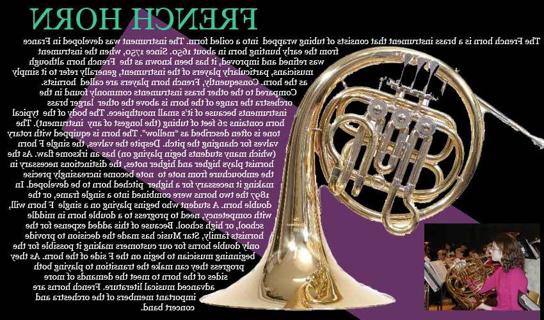 FRENCH HORN
The French horn is a brass instrument that consists of tubing wrapped into a coiled form. The instrument was developed in France
from the early hunting horn in about 1650. Since 1750, when the instrument
was refined and improved, it has been known as the French horn although
musicians, particularly players of the instrument, generally refer to it simply
as the horn. Consequently, French horn players are called hornists.
Compared to the other brass instruments commonly found in the
orchestra the range of the horn is above the other large brass
instruments because of it's small mouthpiece. The body of the typical
horn contains 16 feet of tubing (the longest of any instrument). The
tone is often described as "mellow". The horn is equipped with rotary
valves for changing the pitch. Despite the valves, the single F horn
(which many students begin playing on) has an irksome flaw. As the
hornist plays higher and higher notes, the distinctions necessary in
the embouchure from note to note become increasingly precise
making it necessary for a higher pitched horn to be developed. In
1897 the two horns were combined into a single frame, or the
double horn. A student who begins playing on a single F horn will,
with competency, need to progress to a double horn in middle
school, or high school. Because of this added expense for the
hornists family, Star Music has made the decision to provide
only double horns for our customers making it possible for the
beginning musician to begin on the F side of the horn. As they
progress they can make the transition to playing both
sides of the horn to meet the demands of more
advanced musical literature. French horns are
important members of the orchestra and
concert band.